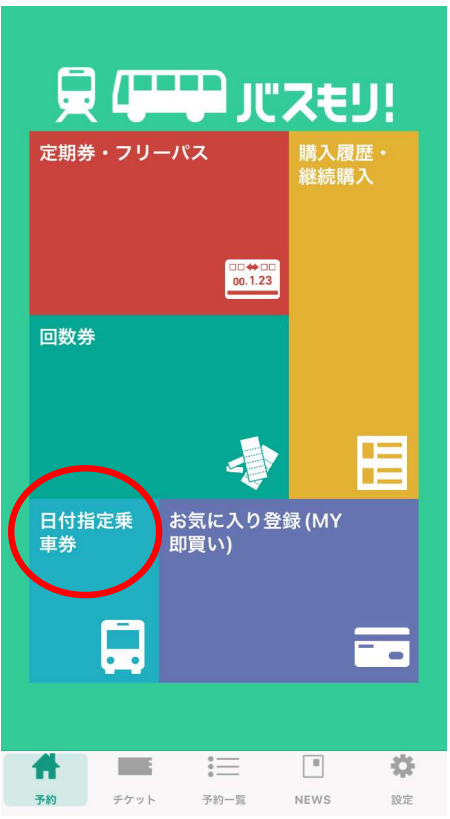 バスもり!
定期券・フリーパス
購入履歴・
継続購入
□□⇔□□
00.1.23
回数券
日付指定乗
車券
お気に入り登録(MY
即買い)
予約
チケット
予約一覧
NEWS
設定